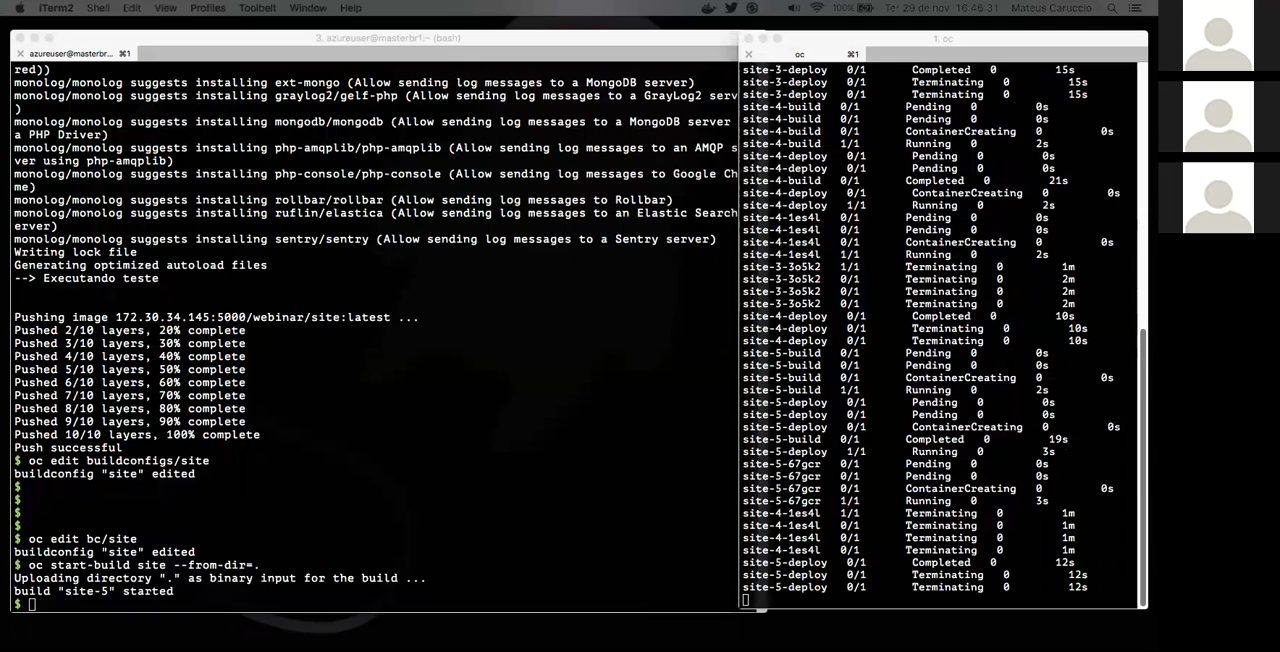 iTerm2 Shell Edit View Profiles Toolbelt Window Help 100% Ter 29 de nov 16:46:31 Mateus Caruccio
3. azureuser@masterbr1:~ (bash)
azureuser@masterbr... ⌘1
red))
monolog/monolog suggests installing ext-mongo (Allow sending log messages to a MongoDB server)
monolog/monolog suggests installing graylog2/gelf-php (Allow sending log messages to a GrayLog2 serv
)
monolog/monolog suggests installing mongodb/mongodb (Allow sending log messages to a MongoDB server
a PHP Driver)
monolog/monolog suggests installing php-amqplib/php-amqplib (Allow sending log messages to an AMQP s
ver using php-amqplib)
monolog/monolog suggests installing php-console/php-console (Allow sending log messages to Google Ch
me)
monolog/monolog suggests installing rollbar/rollbar (Allow sending log messages to Rollbar)
monolog/monolog suggests installing ruflin/elastica (Allow sending log messages to an Elastic Search
erver)
monolog/monolog suggests installing sentry/sentry (Allow sending log messages to a Sentry server)
Writing lock file
Generating optimized autoload files
--> Executando teste
Pushing image 172.30.34.145:5000/webinar/site:latest ...
Pushed 2/10 layers, 20% complete
Pushed 3/10 layers, 30% complete
Pushed 4/10 layers, 40% complete
Pushed 5/10 layers, 50% complete
Pushed 6/10 layers, 60% complete
Pushed 7/10 layers, 70% complete
Pushed 8/10 layers, 80% complete
Pushed 9/10 layers, 90% complete
Pushed 10/10 layers, 100% complete
Push successful
$ oc edit buildconfigs/site
buildconfig "site" edited
$
$
$
$
$ oc edit bc/site
buildconfig "site" edited
$ oc start-build site --from-dir=.
Uploading directory "." as binary input for the build ...
build "site-5" started
$
1. oc
oc ⌘1
site-3-deploy 0/1 Completed 0 15s
site-3-deploy 0/1 Terminating 0 15s
site-3-deploy 0/1 Terminating 0 15s
site-4-build 0/1 Pending 0 0s
site-4-build 0/1 Pending 0 0s
site-4-build 0/1 ContainerCreating 0 0s
site-4-build 1/1 Running 0 2s
site-4-deploy 0/1 Pending 0 0s
site-4-deploy 0/1 Pending 0 0s
site-4-build 0/1 Completed 0 21s
site-4-deploy 0/1 ContainerCreating 0 0s
site-4-deploy 1/1 Running 0 2s
site-4-1es4l 0/1 Pending 0 0s
site-4-1es4l 0/1 Pending 0 0s
site-4-1es4l 0/1 ContainerCreating 0 0s
site-4-1es4l 1/1 Running 0 2s
site-3-3o5k2 1/1 Terminating 0 1m
site-3-3o5k2 0/1 Terminating 0 2m
site-3-3o5k2 0/1 Terminating 0 2m
site-3-3o5k2 0/1 Terminating 0 2m
site-4-deploy 0/1 Completed 0 10s
site-4-deploy 0/1 Terminating 0 10s
site-4-deploy 0/1 Terminating 0 10s
site-5-build 0/1 Pending 0 0s
site-5-build 0/1 Pending 0 0s
site-5-build 0/1 ContainerCreating 0 0s
site-5-build 1/1 Running 0 2s
site-5-deploy 0/1 Pending 0 0s
site-5-deploy 0/1 Pending 0 0s
site-5-deploy 0/1 ContainerCreating 0 0s
site-5-build 0/1 Completed 0 19s
site-5-deploy 1/1 Running 0 3s
site-5-67gcr 0/1 Pending 0 0s
site-5-67gcr 0/1 Pending 0 0s
site-5-67gcr 0/1 ContainerCreating 0 0s
site-5-67gcr 1/1 Running 0 3s
site-4-1es4l 1/1 Terminating 0 1m
site-4-1es4l 0/1 Terminating 0 1m
site-4-1es4l 0/1 Terminating 0 1m
site-4-1es4l 0/1 Terminating 0 1m
site-5-deploy 0/1 Completed 0 12s
site-5-deploy 0/1 Terminating 0 12s
site-5-deploy 0/1 Terminating 0 12s